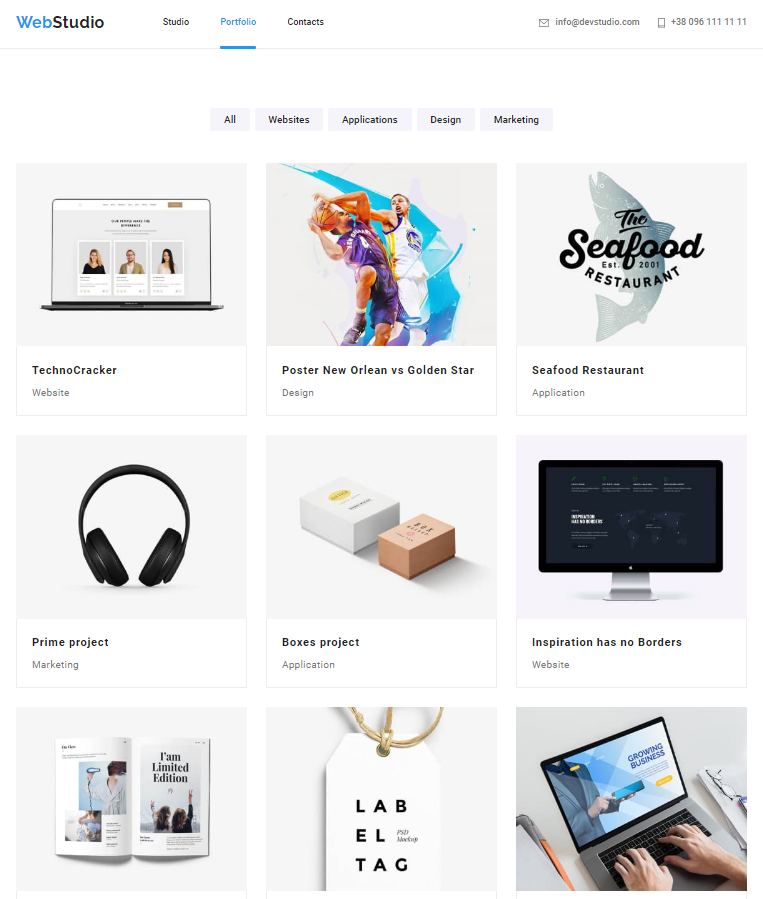 WebStudio
Studio
Portfolio
Contacts
info@devstudio.com
+38 096 111 11 11
All
Websites
Applications
Design
Marketing
OUR PEOPLE MAKE THE
DIFFERENCE
The
Seafood
Est. 2001
RESTAURANT
TechnoCracker
Website
Poster New Orlean vs Golden Star
Design
Seafood Restaurant
Application
INSPIRATION
HAS NO BORDERS
Prime project
Marketing
Boxes project
Application
Inspiration has no Borders
Website
I'am
Limited
Edition
LAB
EL
PSD
Mockup
TAG
GROWING
BUSINESS